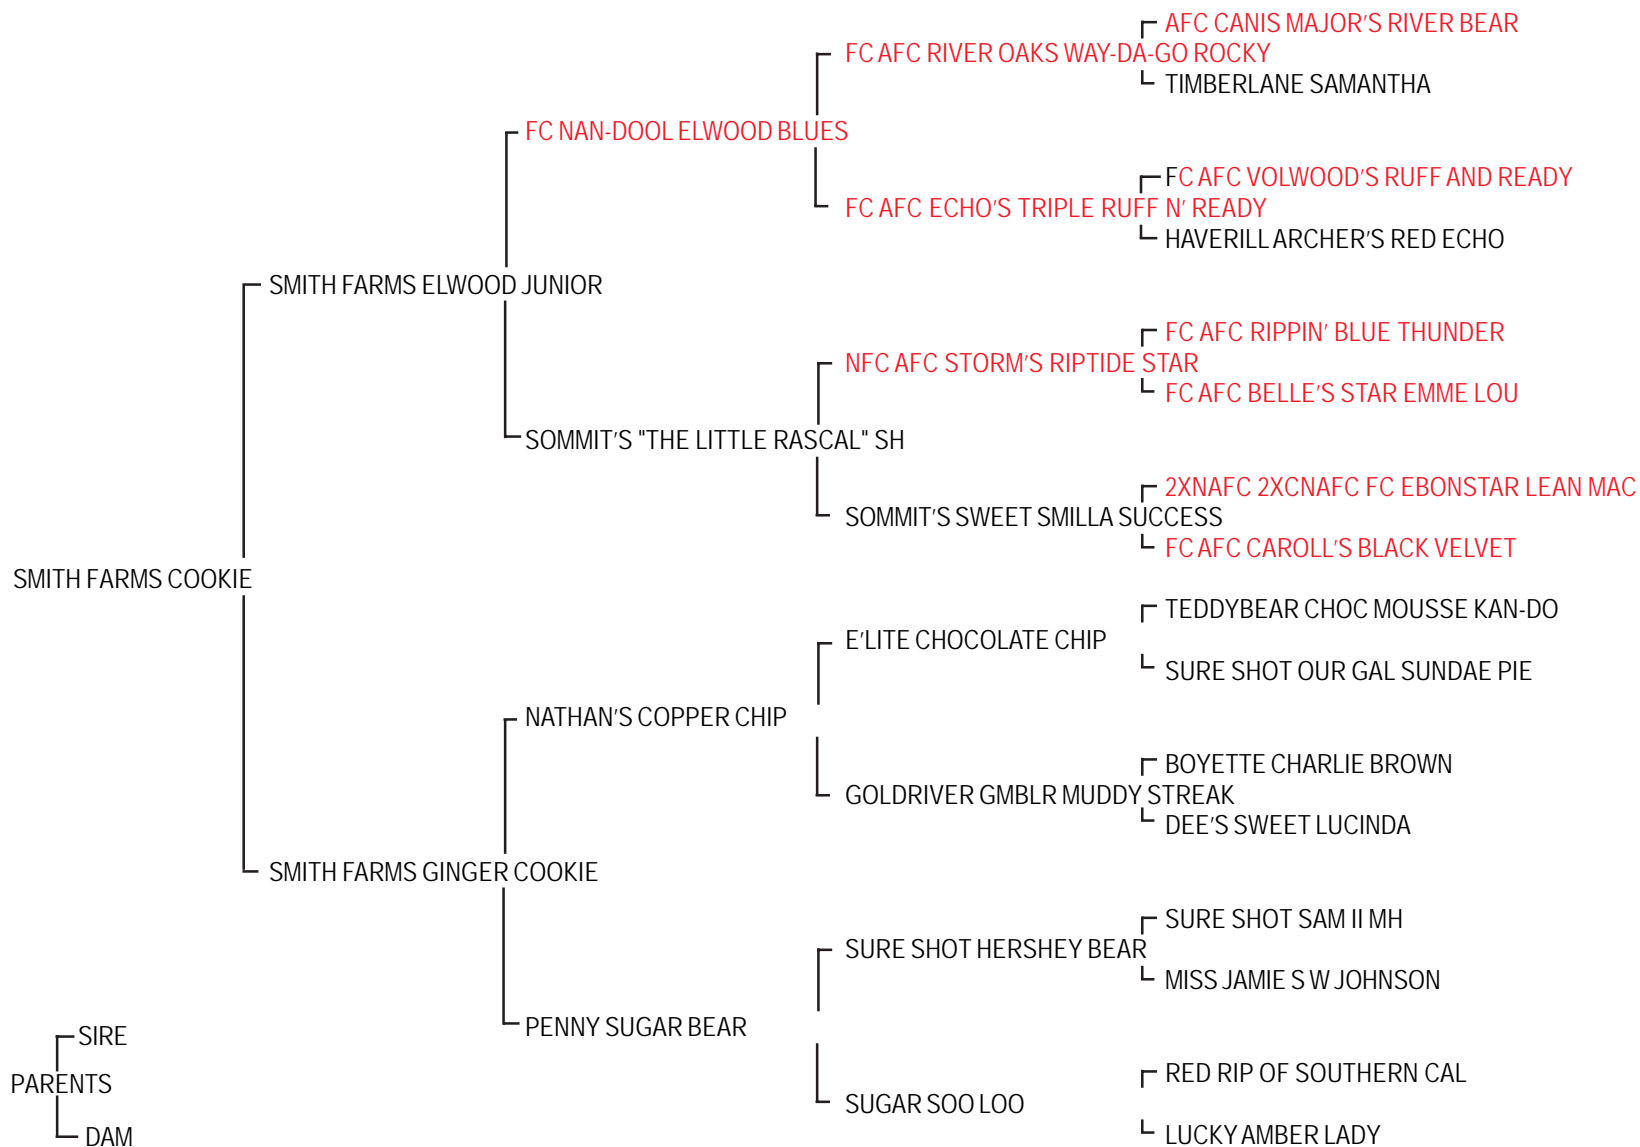 AFC CANIS MAJOR'S RIVER BEAR
FC AFC RIVER OAKS WAY-DA-GO ROCKY
TIMBERLANE SAMANTHA
FC NAN-DOOL ELWOOD BLUES
FC AFC VOLWOOD'S RUFF AND READY
FC AFC ECHO'S TRIPLE RUFF N' READY
HAVERILL ARCHER'S RED ECHO
SMITH FARMS ELWOOD JUNIOR
FC AFC RIPPIN' BLUE THUNDER
NFC AFC STORM'S RIPTIDE STAR
FC AFC BELLE'S STAR EMME LOU
SOMMIT'S "THE LITTLE RASCAL" SH
2XNAFC 2XCNAFC FC EBONSTAR LEAN MAC
SOMMIT'S SWEET SMILLA SUCCESS
FC AFC CAROLL'S BLACK VELVET
SMITH FARMS COOKIE
TEDDYBEAR CHOC MOUSSE KAN-DO
E'LITE CHOCOLATE CHIP
SURE SHOT OUR GAL SUNDAE PIE
NATHAN'S COPPER CHIP
BOYETTE CHARLIE BROWN
GOLDRIVER GMBLR MUDDY STREAK
DEE'S SWEET LUCINDA
SMITH FARMS GINGER COOKIE
SURE SHOT SAM II MH
SURE SHOT HERSHEY BEAR
MISS JAMIE S W JOHNSON
PENNY SUGAR BEAR
RED RIP OF SOUTHERN CAL
SUGAR SOO LOO
LUCKY AMBER LADY
SIRE
PARENTS
DAM